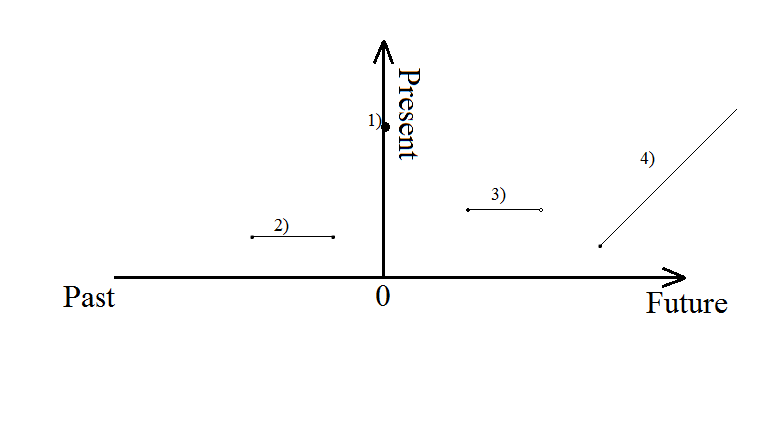 Present
1)
4)
3)
2)
Past
0
Future